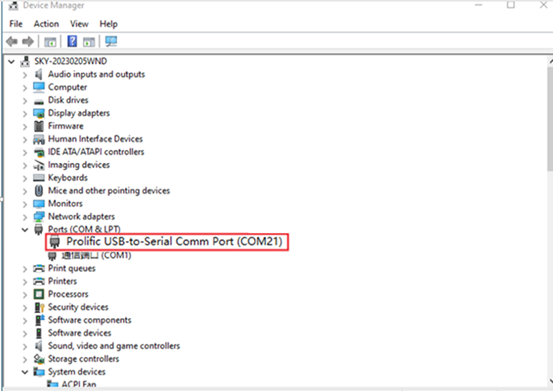 Device Manager
File Action View Help
SKY-20230205WND
Audio inputs and outputs
Computer
Disk drives
Display adapters
Firmware
Human Interface Devices
IDE ATA/ATAPI controllers
Imaging devices
Keyboards
Mice and other pointing devices
Monitors
Network adapters
Ports (COM & LPT)
Prolific USB-to-Serial Comm Port (COM21)
通信端口 (COM1)
Print queues
Printers
Processors
Security devices
Software components
Software devices
Sound, video and game controllers
Storage controllers
System devices
ACPI Fan